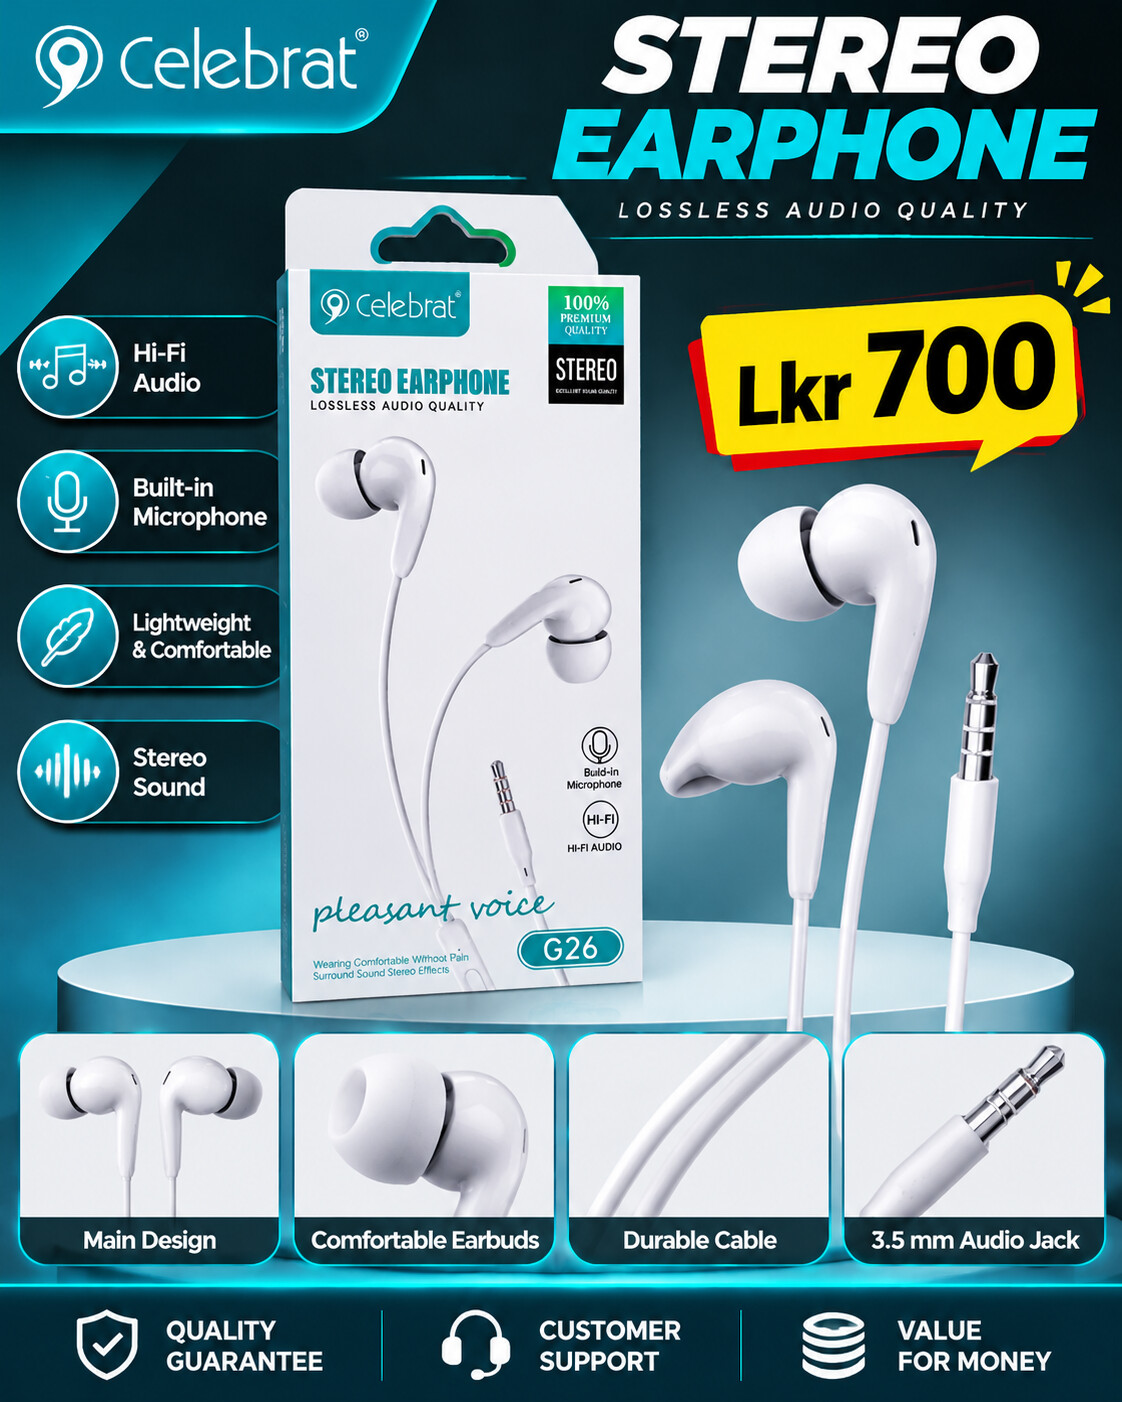 Celebrat®
STEREO
EARPHONE
LOSSLESS AUDIO QUALITY
Lkr 700
Hi-Fi
Audio
Built-in
Microphone
Lightweight
& Comfortable
Stereo
Sound
Celebrat®
100%
PREMIUM
QUALITY
STEREO
STEREO EARPHONE
LOSSLESS AUDIO QUALITY
Build-in
Microphone
HI-FI
HI-FI AUDIO
pleasant voice
G26
Wearing Comfortable Without Pain
Surround Sound Stereo Effects
Main Design
Comfortable Earbuds
Durable Cable
3.5 mm Audio Jack
QUALITY
GUARANTEE
CUSTOMER
SUPPORT
VALUE
FOR MONEY